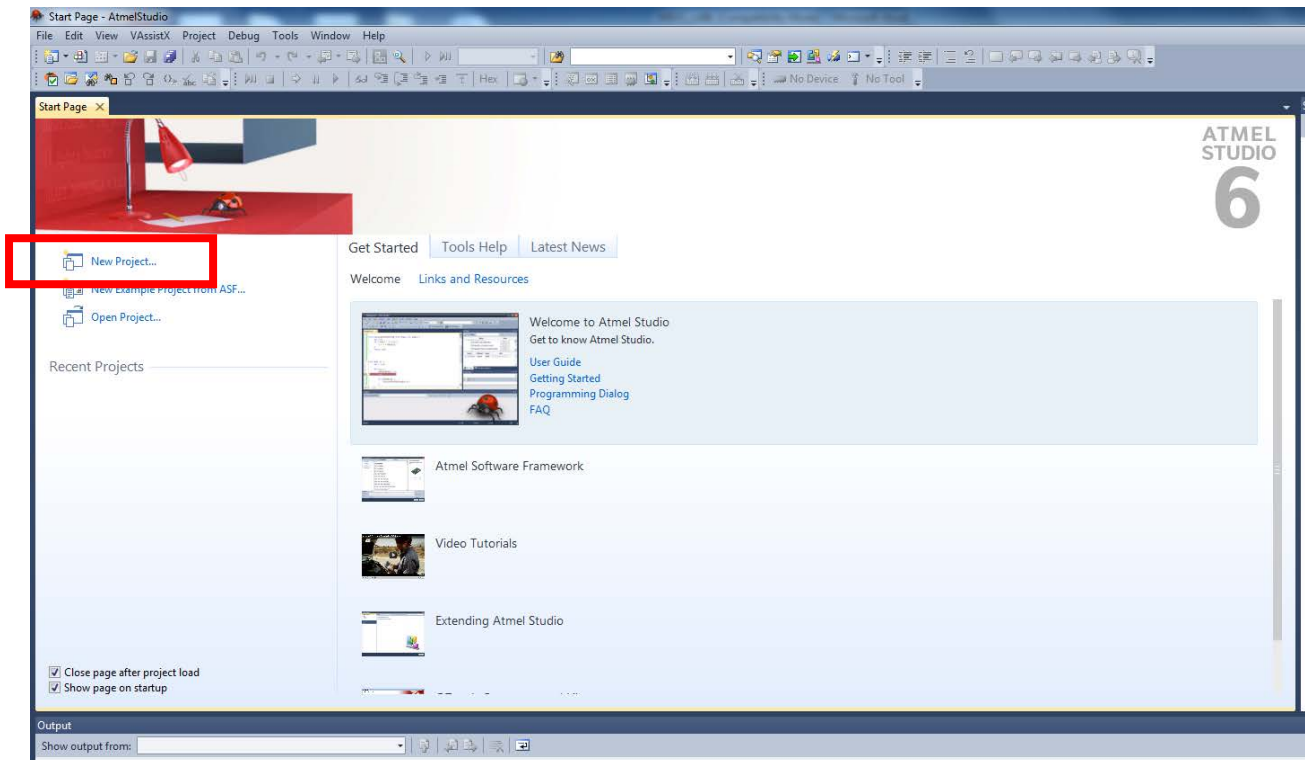 Start Page - AtmelStudio
File Edit View VAssistX Project Debug Tools Window Help
Hex No Device No Tool
Start Page
ATMEL
STUDIO
6
New Project...
New Example Project from ASF...
Open Project...
Recent Projects
Close page after project load
Show page on startup
Get Started Tools Help Latest News
Welcome Links and Resources
Welcome to Atmel Studio
Get to know Atmel Studio.
User Guide
Getting Started
Programming Dialog
FAQ
Atmel Software Framework
Video Tutorials
Extending Atmel Studio
Output
Show output from: